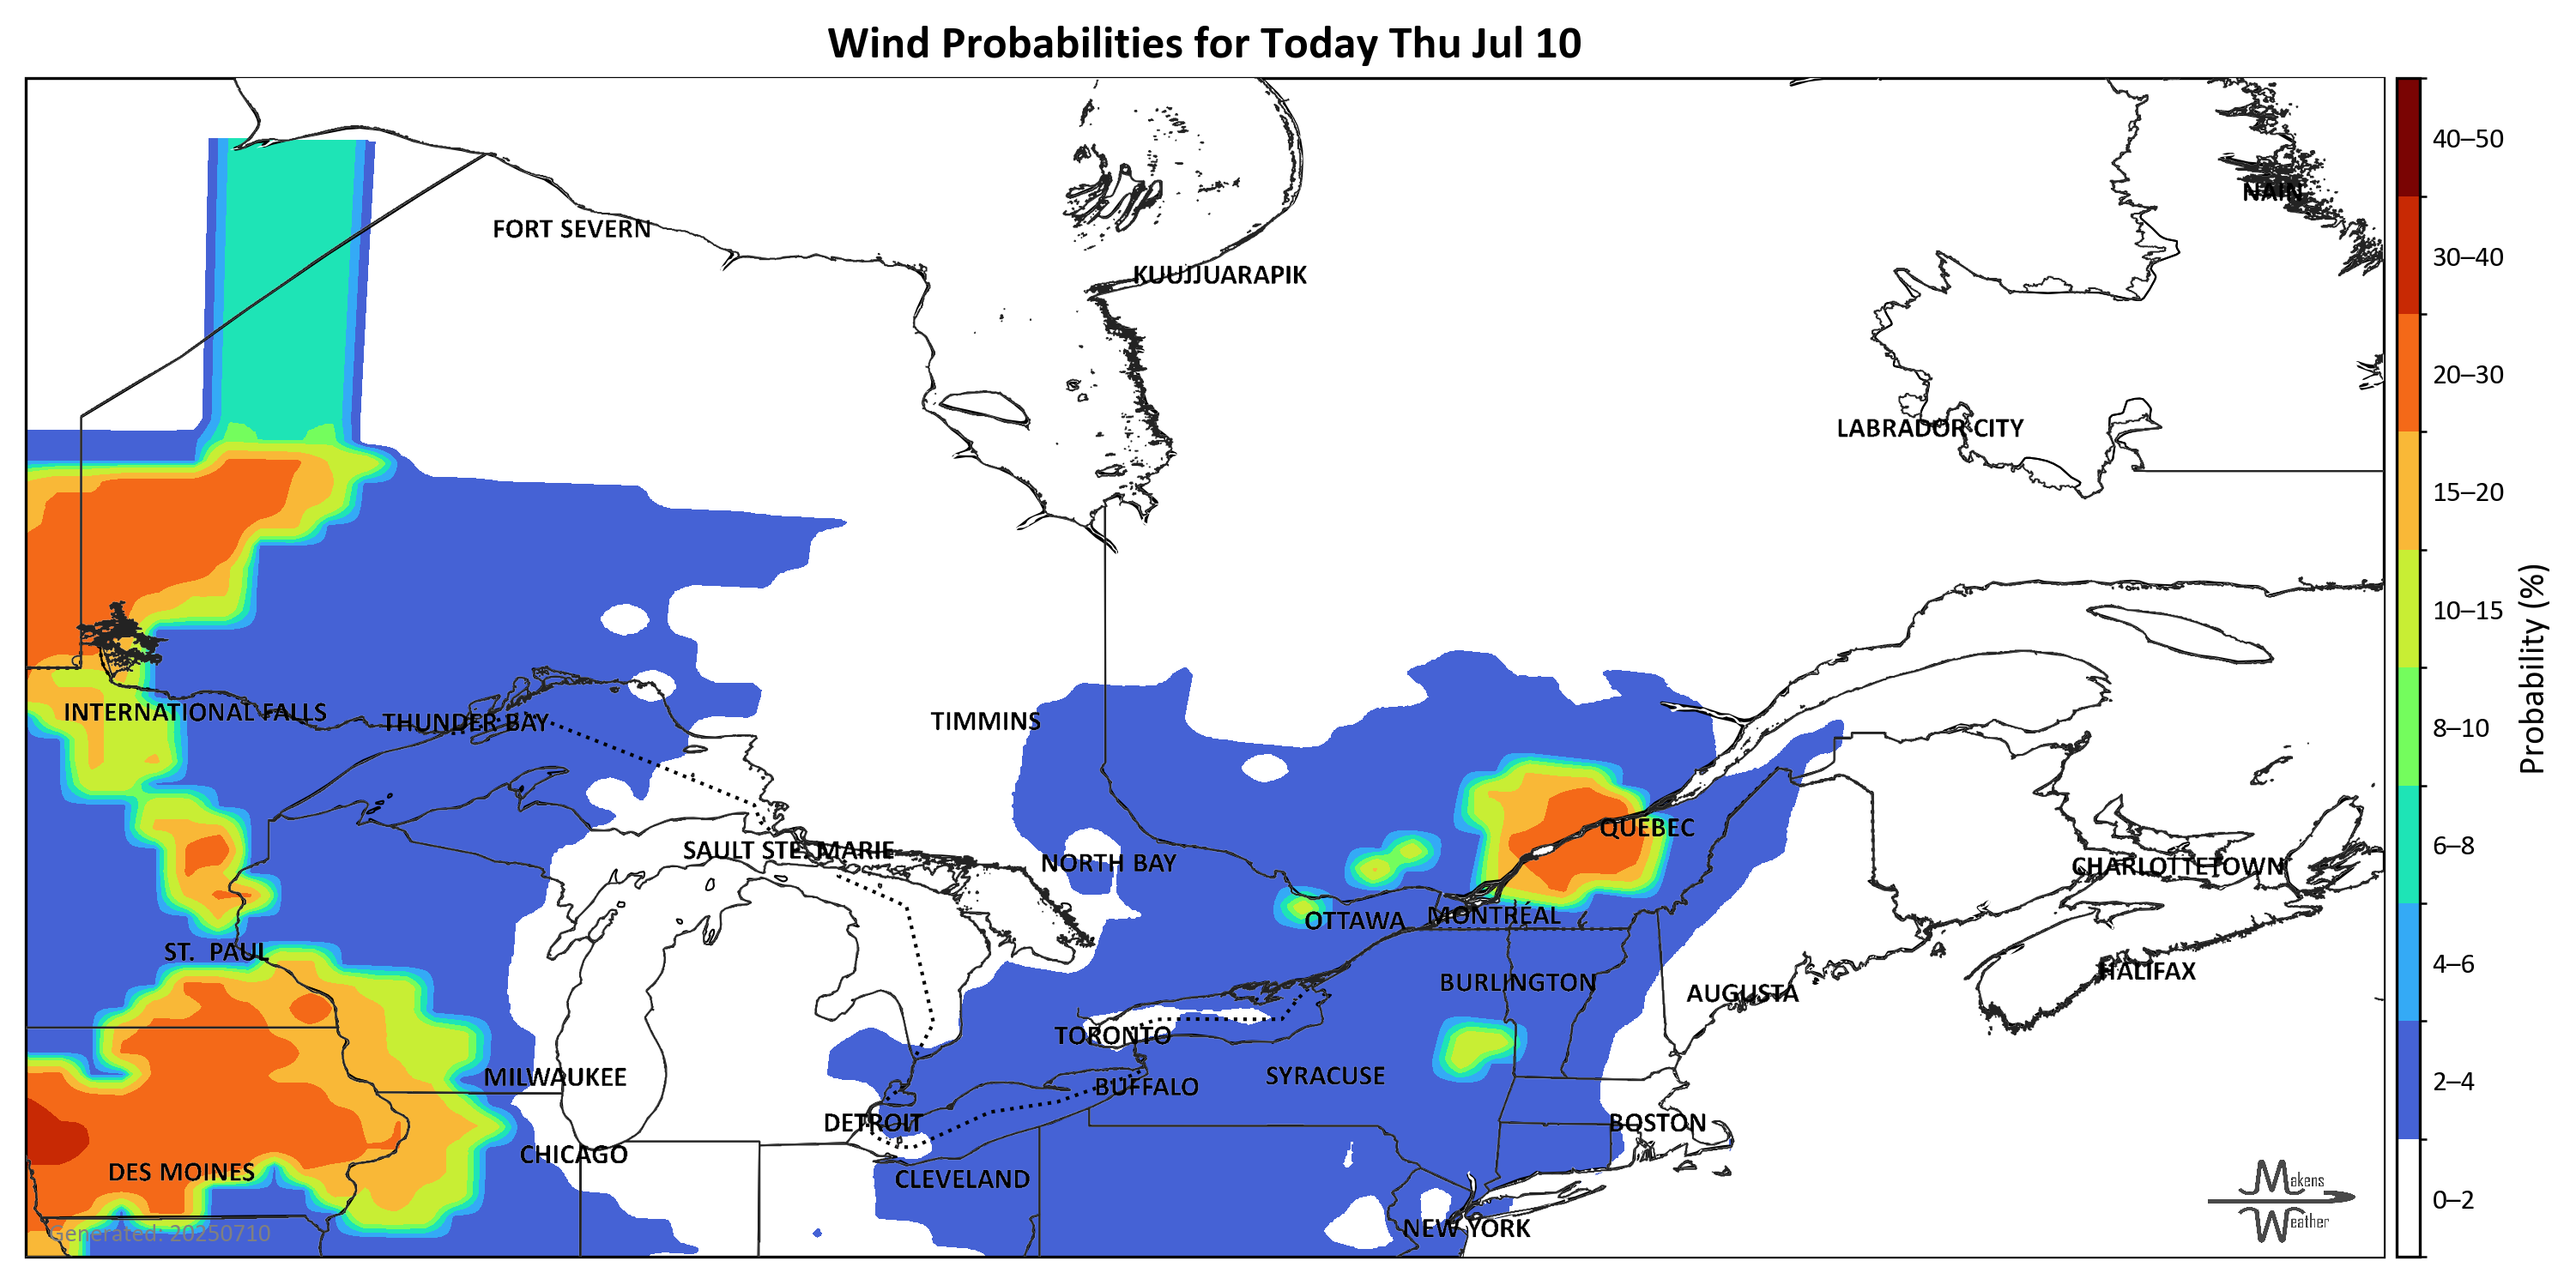 Wind Probabilities for Today Thu Jul 10
40–50
NAIN
FORT SEVERN
30–40
KUUJJUARAPIK
20–30
LABRADOR CITY
15–20
10–15
Probability (%)
INTERNATIONAL FALLS
THUNDER BAY
TIMMINS
8–10
QUEBEC
SAULT STE. MARIE
6–8
NORTH BAY
CHARLOTTETOWN
OTTAWA
MONTRÉAL
ST. PAUL
4–6
HALIFAX
BURLINGTON
AUGUSTA
TORONTO
MILWAUKEE
SYRACUSE
2–4
BUFFALO
DETROIT
BOSTON
CHICAGO
DES MOINES
CLEVELAND
Makens
0–2
Weather
NEW YORK
Generated: 20250710